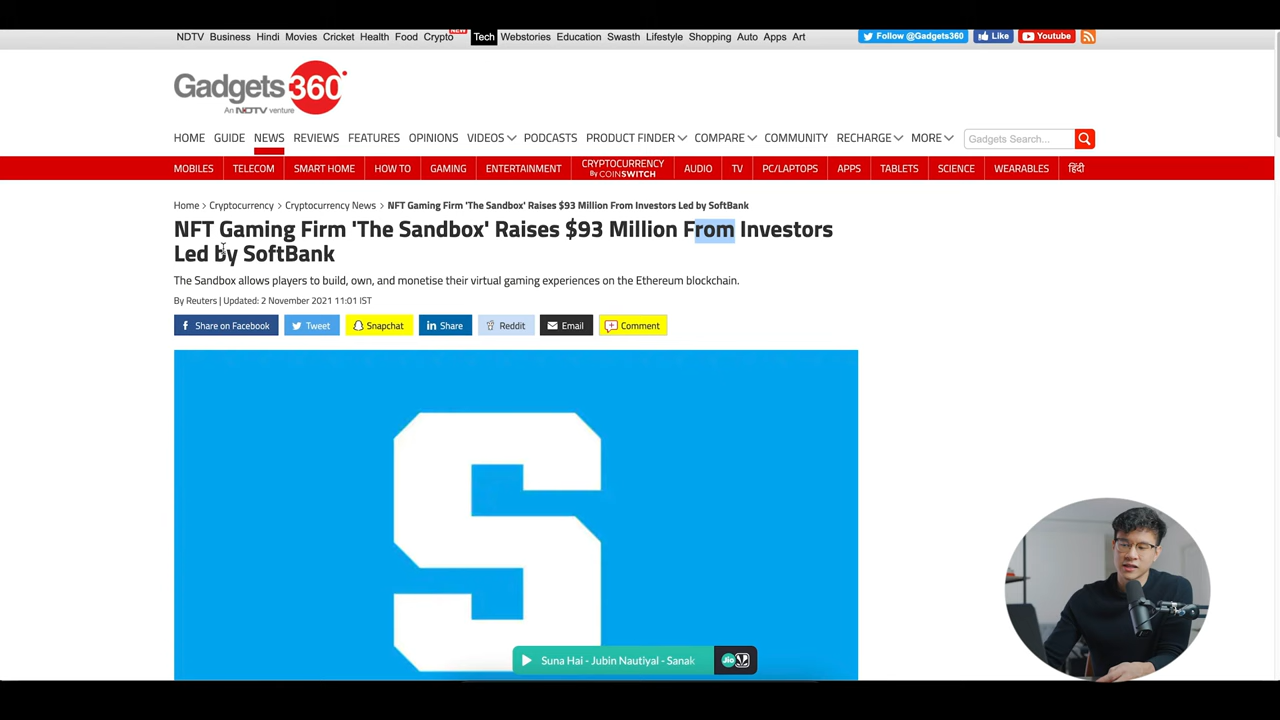 NDTV Business Hindi Movies Cricket Health Food Crypto NEW Tech Webstories Education Swasth Lifestyle Shopping Auto Apps Art
Follow @Gadgets360 Like Youtube
Gadgets 360
An NDTV venture
HOME GUIDE NEWS REVIEWS FEATURES OPINIONS VIDEOS PODCASTS PRODUCT FINDER COMPARE COMMUNITY RECHARGE MORE Gadgets Search...
MOBILES TELECOM SMART HOME HOW TO GAMING ENTERTAINMENT CRYPTOCURRENCY By COINSWITCH AUDIO TV PC/LAPTOPS APPS TABLETS SCIENCE WEARABLES हिंदी
Home > Cryptocurrency > Cryptocurrency News > NFT Gaming Firm 'The Sandbox' Raises $93 Million From Investors Led by SoftBank
NFT Gaming Firm 'The Sandbox' Raises $93 Million From Investors
Led by SoftBank
The Sandbox allows players to build, own, and monetise their virtual gaming experiences on the Ethereum blockchain.
By Reuters | Updated: 2 November 2021 11:01 IST
Share on Facebook Tweet Snapchat Share Reddit Email Comment
S
Suna Hai - Jubin Nautiyal - Sanak
Jio